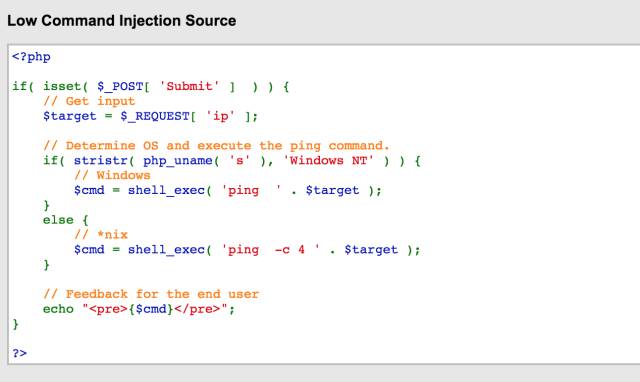 Low Command Injection Source
<?php
if( isset( $_POST[ 'Submit' ]  ) ) {
    // Get input
    $target = $_REQUEST[ 'ip' ];
    // Determine OS and execute the ping command.
    if( stristr( php_uname( 's' ), 'Windows NT' ) ) {
        // Windows
        $cmd = shell_exec( 'ping  ' . $target );
    }
    else {
        // *nix
        $cmd = shell_exec( 'ping  -c 4 ' . $target );
    }
    // Feedback for the end user
    echo "<pre>{$cmd}</pre>";
}
?>